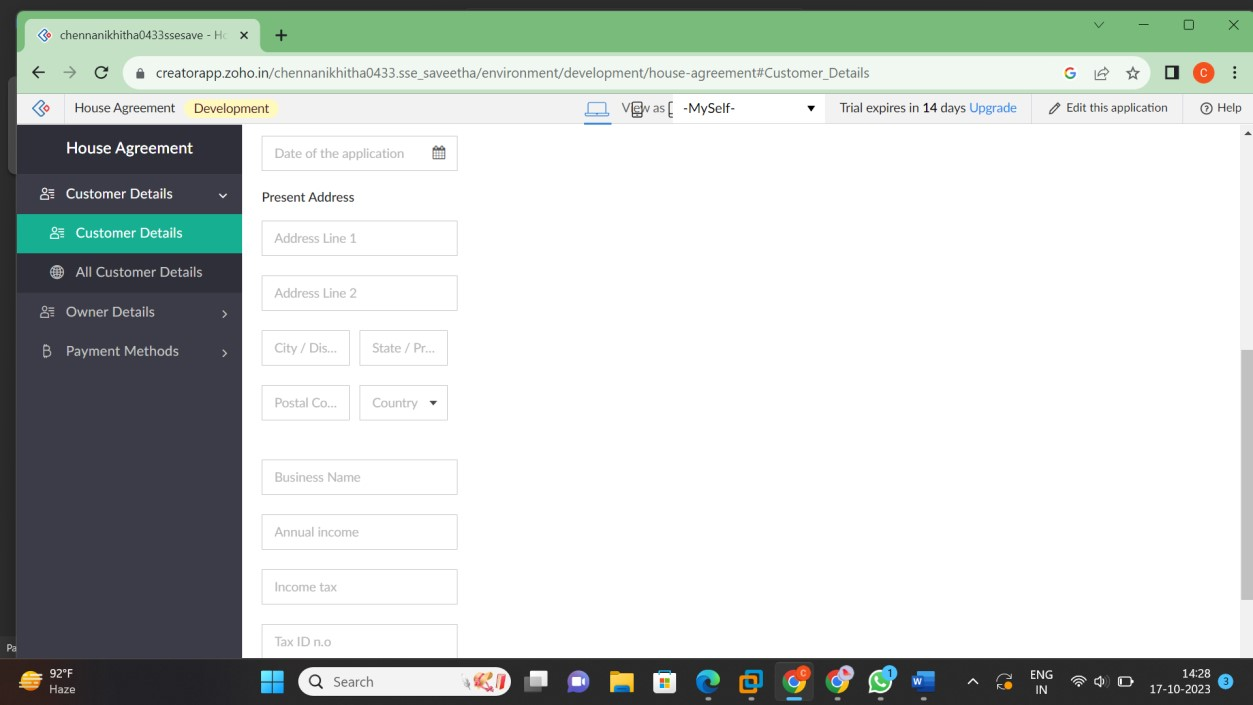 chennanikhitha0433ssesave - Ho
creatorapp.zoho.in/chennanikhitha0433.sse_saveetha/environment/development/house-agreement#Customer_Details
House Agreement Development View as -MySelf- Trial expires in 14 days Upgrade Edit this application Help
House Agreement
Customer Details
Customer Details
All Customer Details
Owner Details
Payment Methods
Date of the application
Present Address
Address Line 1
Address Line 2
City / Dis... State / Pr...
Postal Co... Country
Business Name
Annual income
Income tax
Tax ID n.o
Pa
92°F
Haze
Search
ENG
IN
14:28
17-10-2023
3
C
C
1